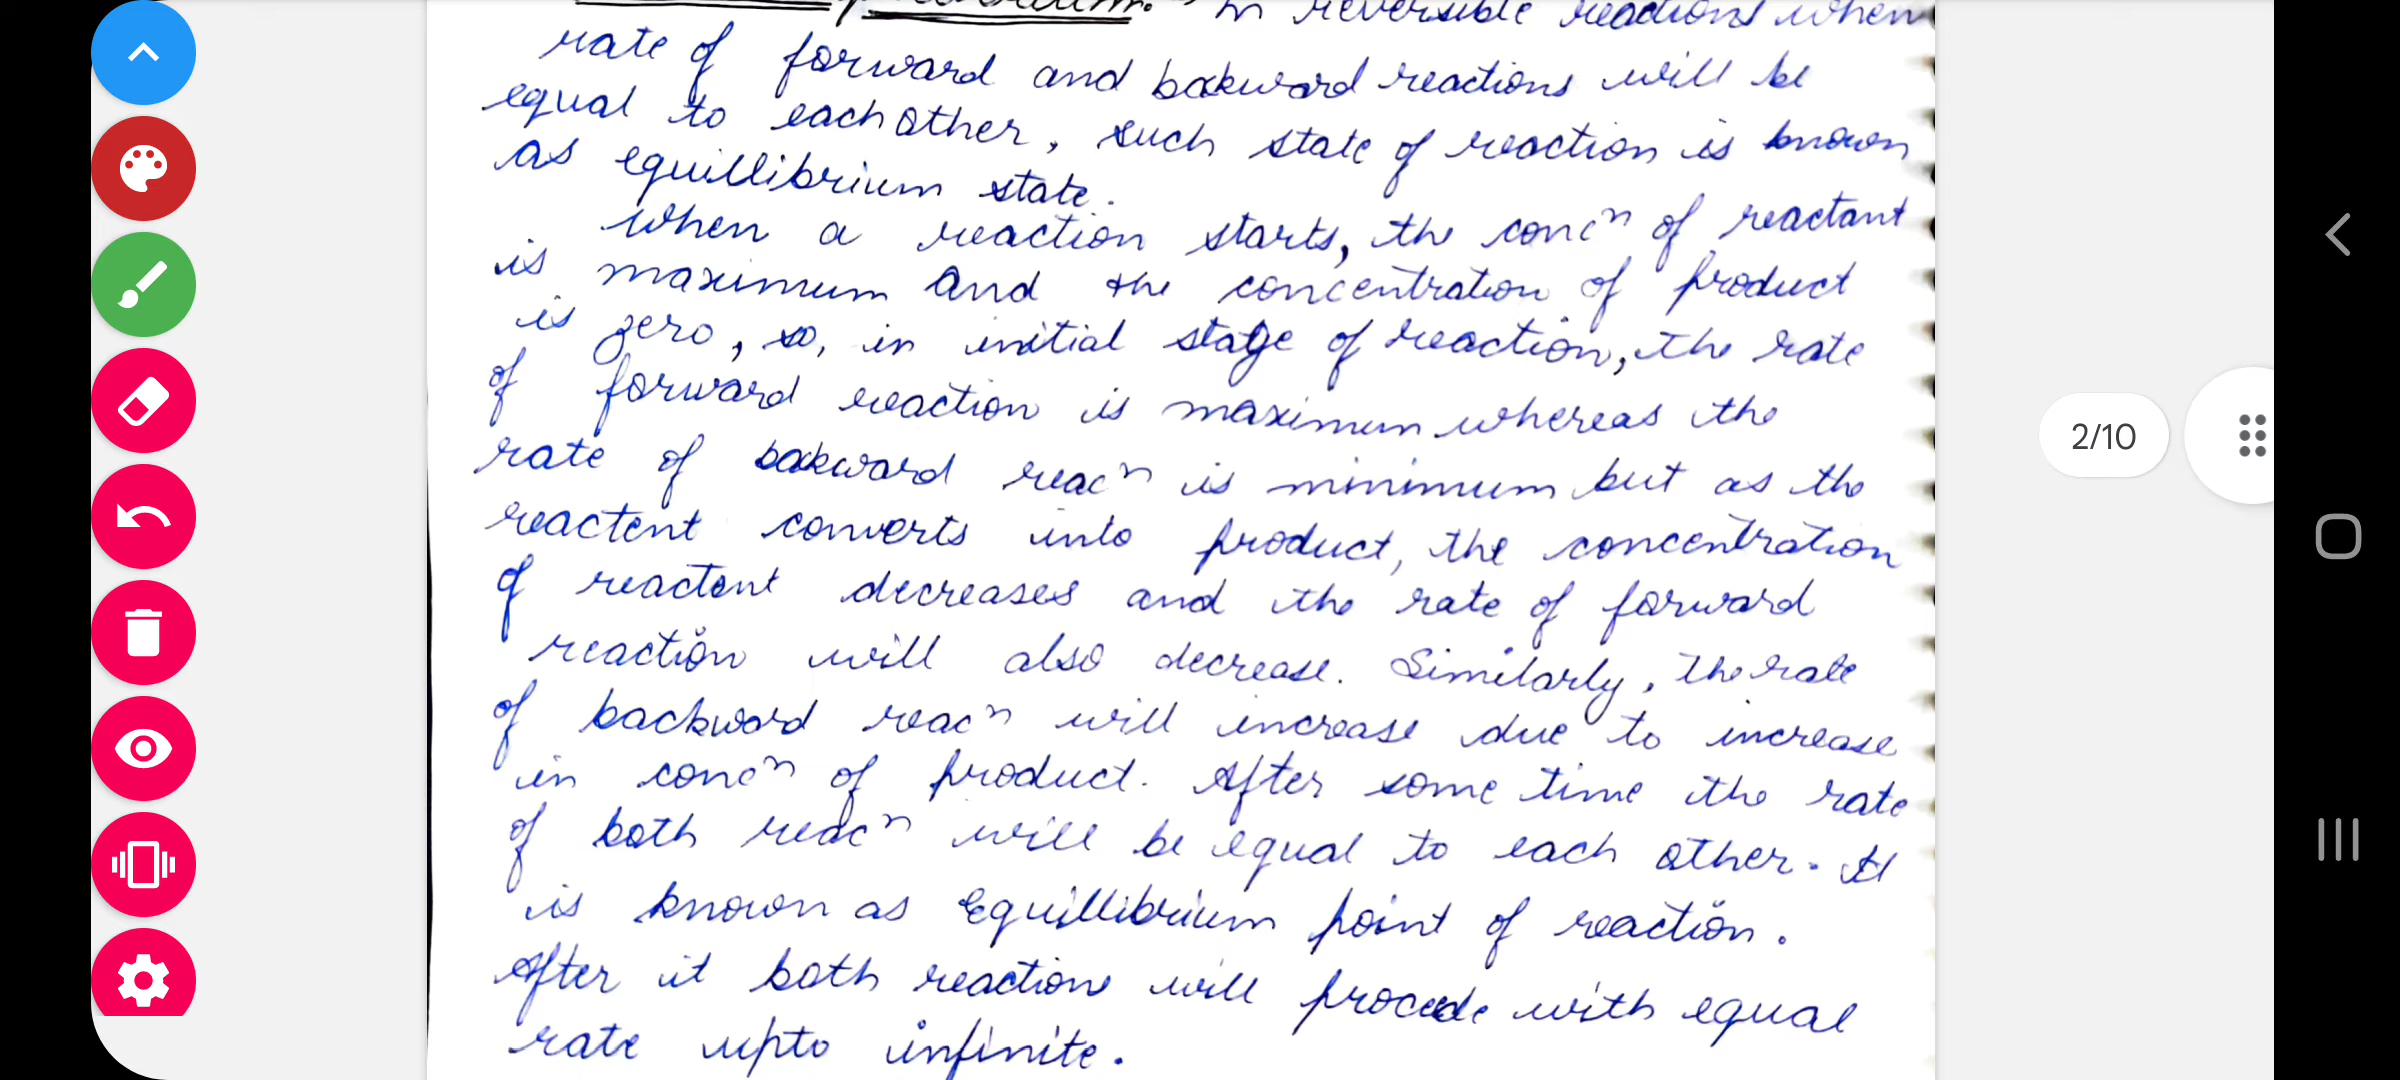 In reversible reactions when
rate of forward and backward reactions will be
equal to each other, such state of reaction is known
as equillibrium state.
when a reaction starts, the concⁿ of reactant
is maximum and the concentration of product
is zero, so, in initial stage of reaction, the rate
of forward reaction is maximum whereas the
rate of backward reacⁿ is minimum but as the
reactent converts into product, the concentration
of reactent decreases and the rate of forward
reaction will also decrease. Similarly, the rate
of backward reacⁿ will increase due to increase
in concⁿ of product. After some time the rate
of both reacⁿ will be equal to each other. It
is known as Equillibrium point of reaction.
After it both reactions will procede with equal
rate upto infinite.
2/10